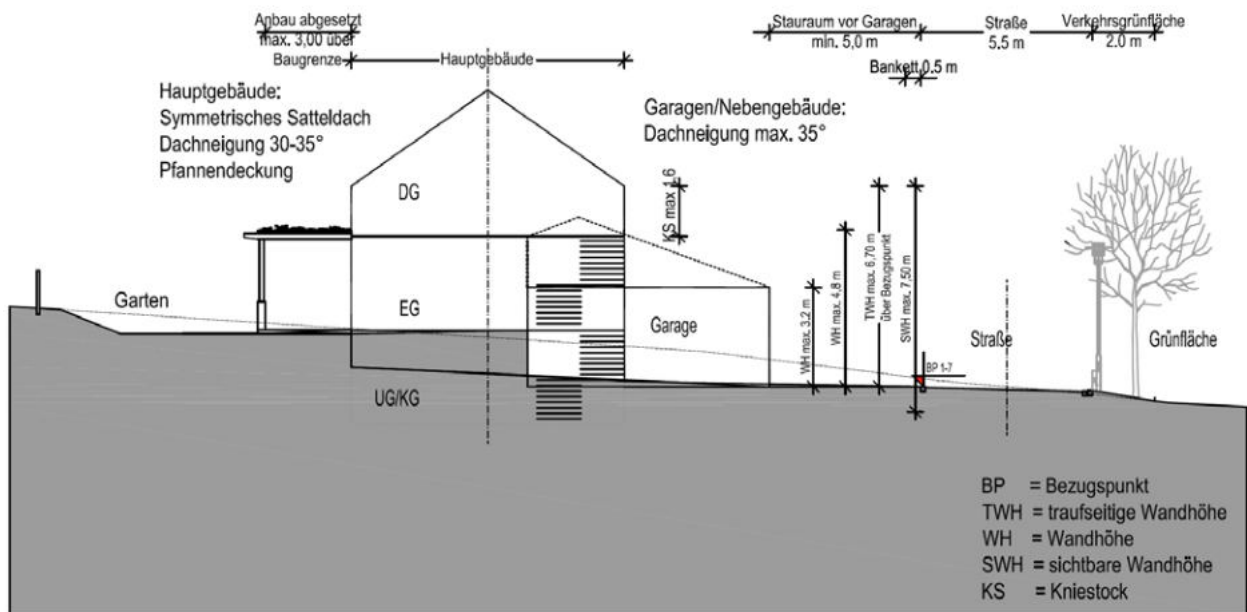 Anbau abgesetzt
max. 3,00 über
Baugrenze
Hauptgebäude
Stauraum vor Garagen
min. 5,0 m
Straße
5.5 m
Verkehrsgrünfläche
2.0 m
Bankett 0.5 m
Hauptgebäude:
Symmetrisches Satteldach
Dachneigung 30-35°
Pfannendeckung
Garagen/Nebengebäude:
Dachneigung max. 35°
DG
KS max 1,6
WH max. 3,2 m
WH max. 4,8 m
TWH max. 6,70 m
über Bezugspunkt
SWH max. 7,50 m
Garten
EG
Garage
Straße
Grünfläche
BP 1-7
UG/KG
BP = Bezugspunkt
TWH = traufseitige Wandhöhe
WH = Wandhöhe
SWH = sichtbare Wandhöhe
KS = Kniestock